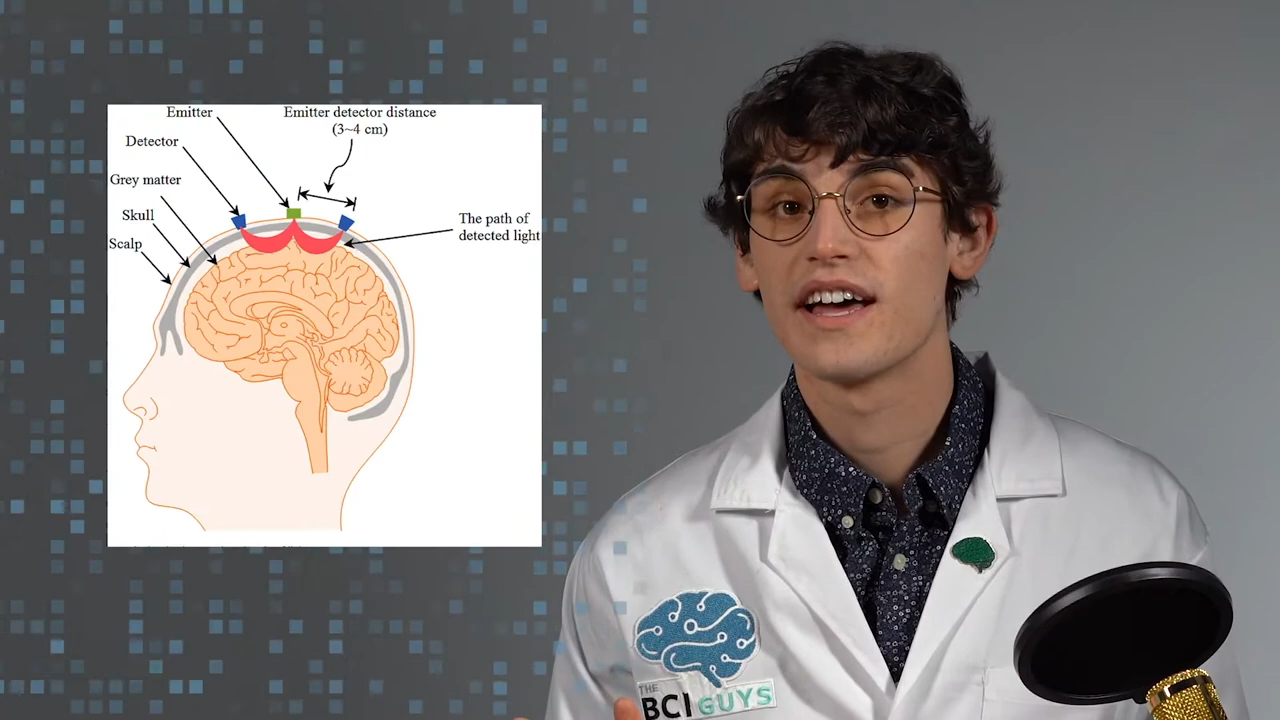 Emitter
Emitter detector distance
(3~4 cm)
Detector
Grey matter
Skull
Scalp
The path of
detected light
THE
BCI GUYS